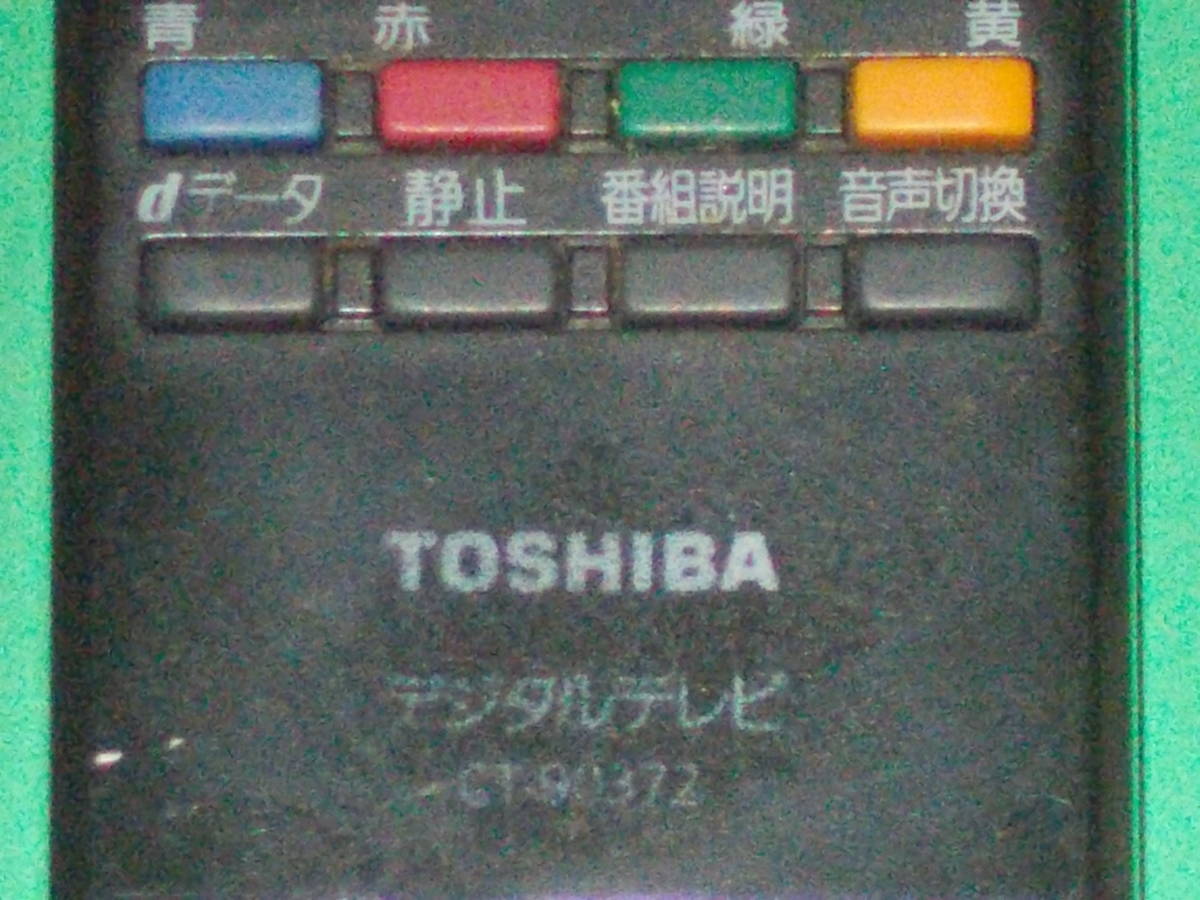 青 赤 緑 黄
dデータ 静止 番組説明 音声切換
TOSHIBA
デジタルテレビ
CT-90372